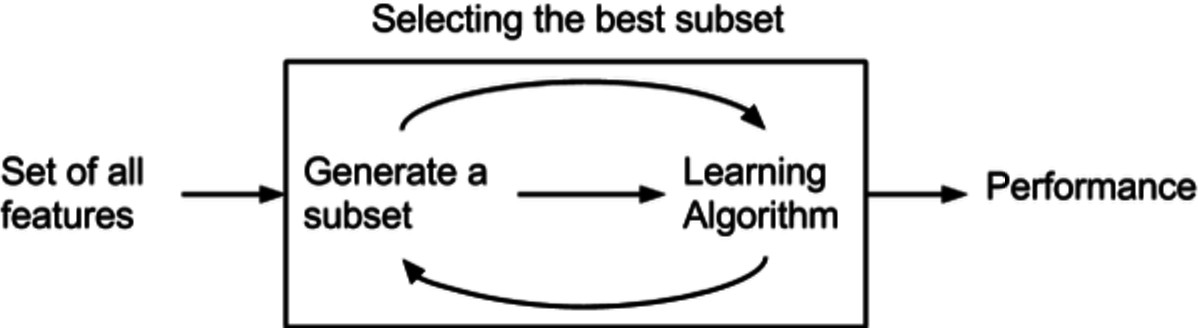 Selecting the best subset
Set of all
features
Generate a
subset
Learning
Algorithm
Performance